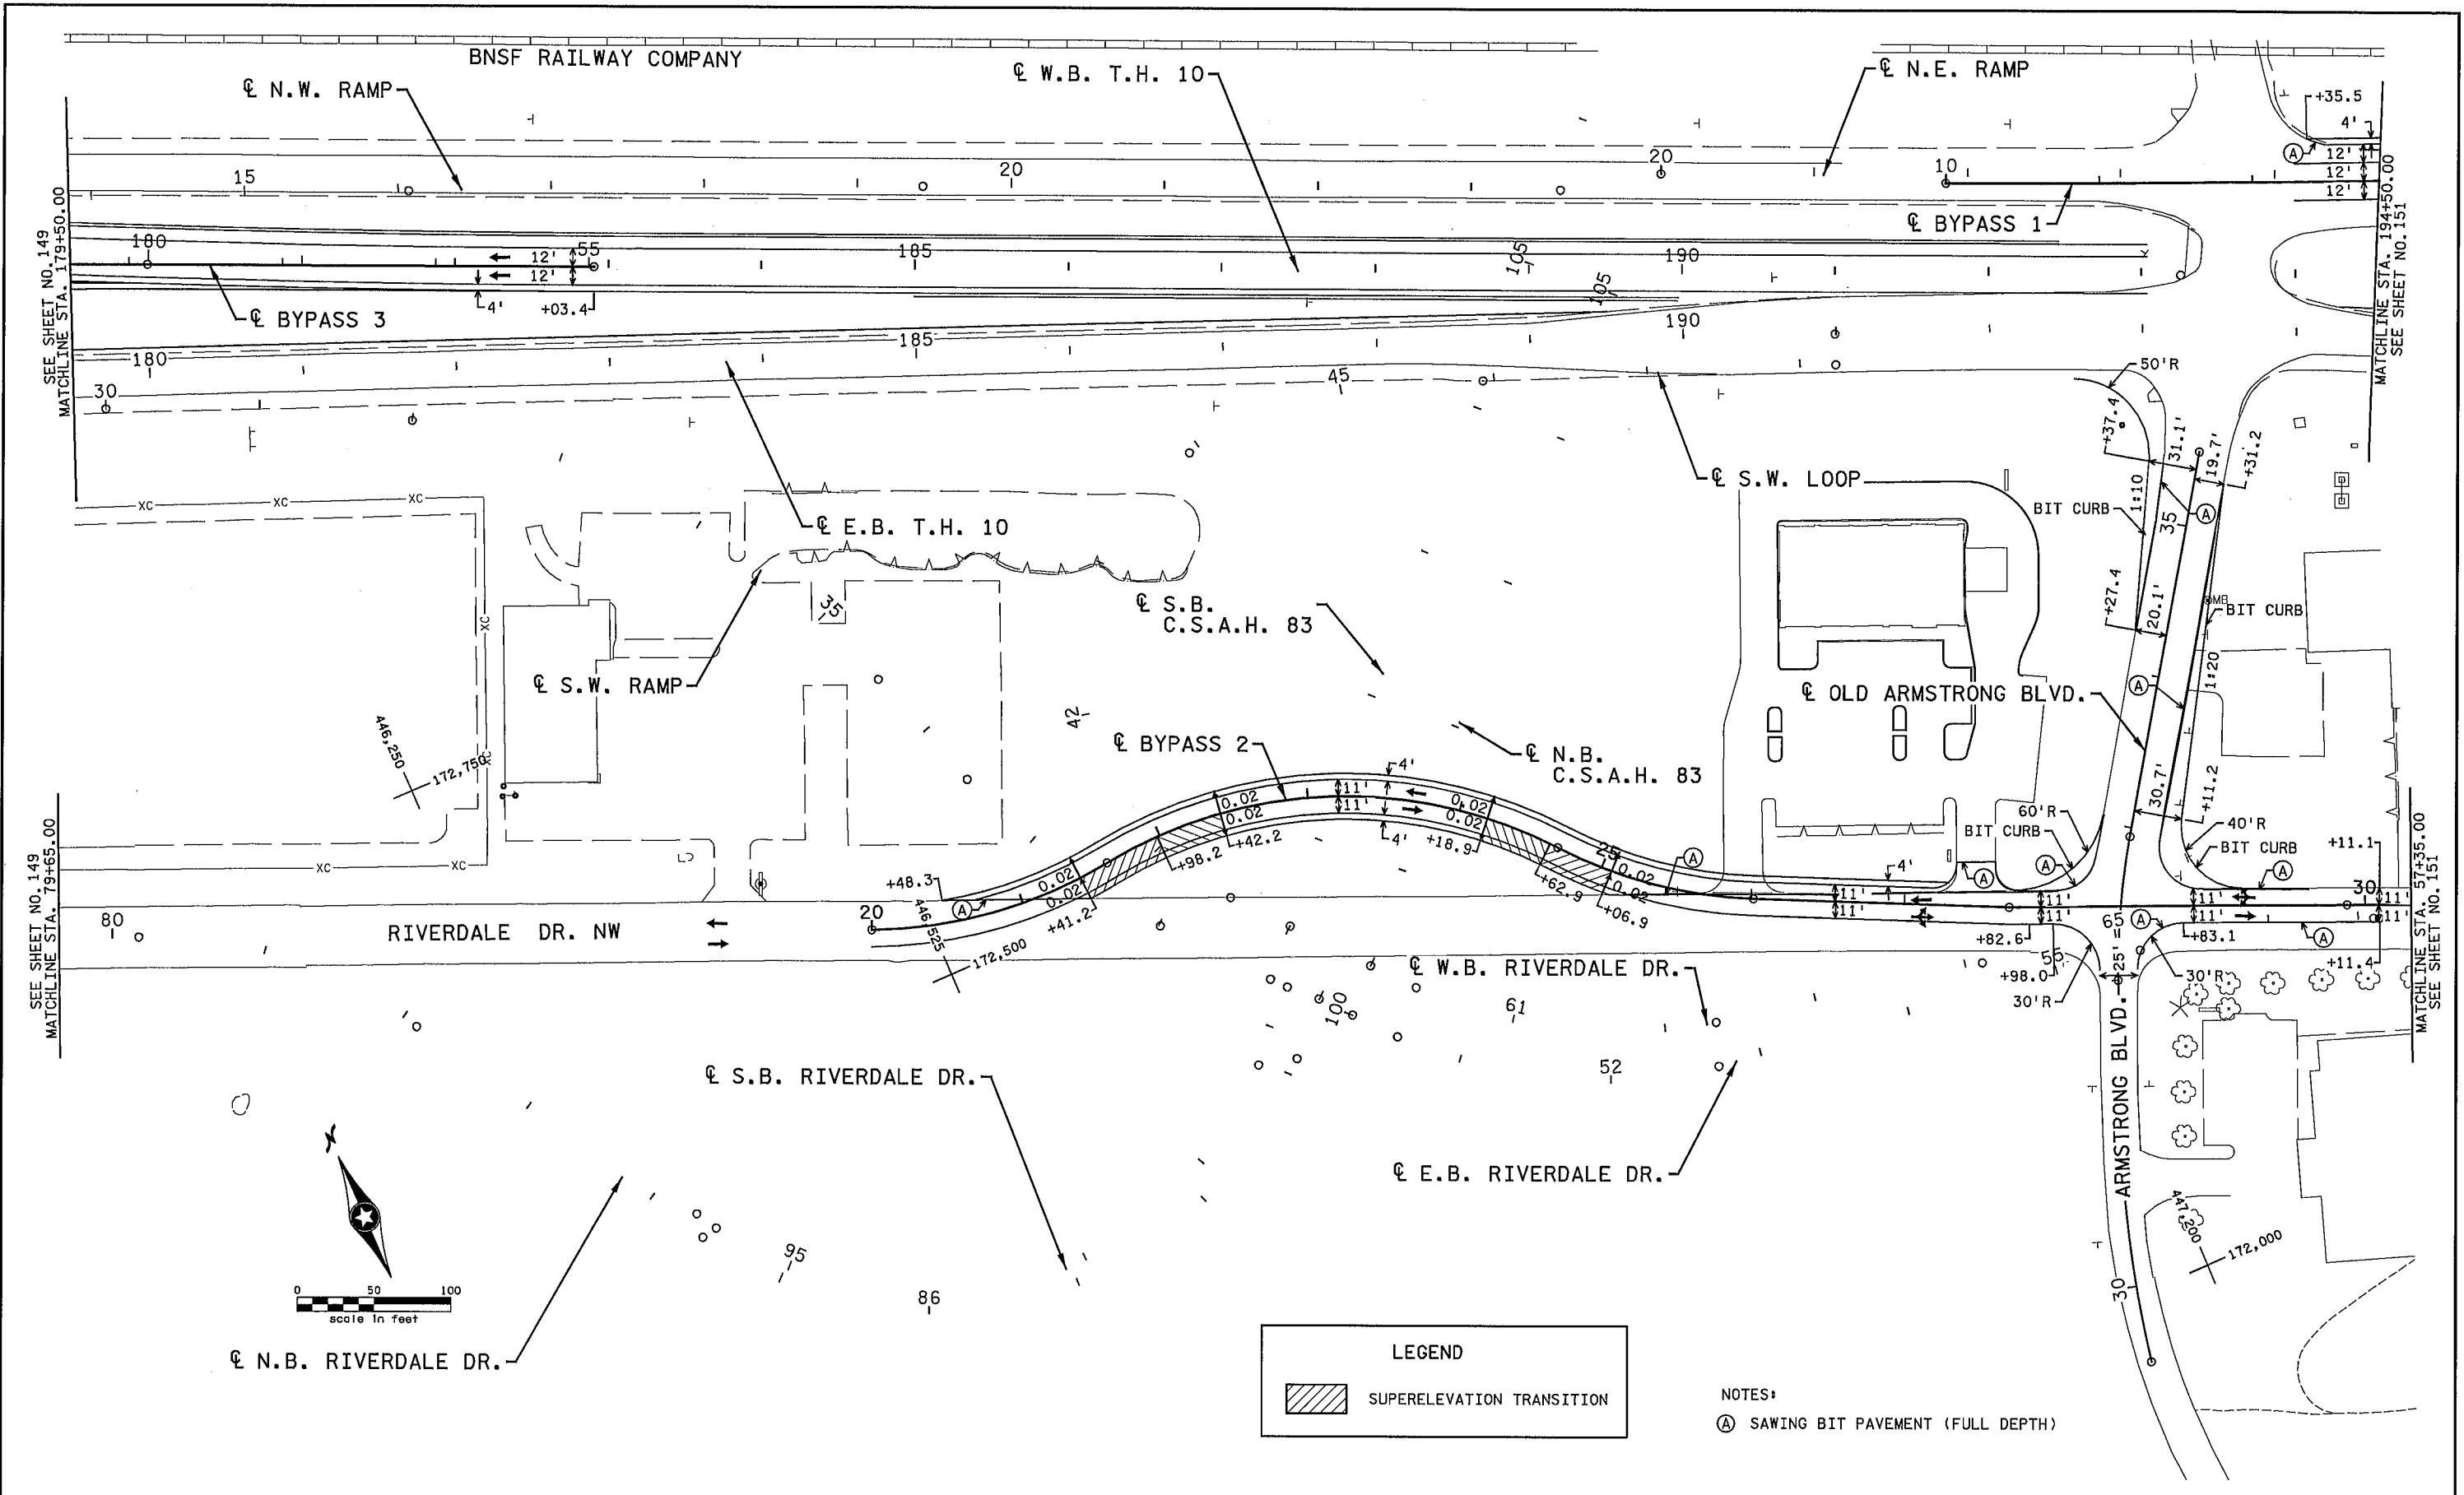 BNSF RAILWAY COMPANY
℄ N.W. RAMP
℄ W.B. T.H. 10
℄ N.E. RAMP
+35.5
4'
Ⓐ
12'
12'
12'
15
20
20
10
SEE SHEET NO. 149
MATCHLINE STA. 179+50.00
MATCHLINE STA. 194+50.00
SEE SHEET NO. 151
℄ BYPASS 1
180
55
12'
12'
185
105
190
105
4'
+03.4
℄ BYPASS 3
180
185
190
30
45
50'R
+37.4
31.1'
19.7'
+31.2
℄ S.W. LOOP
1:10
BIT CURB
35
Ⓐ
XC
XC
XC
℄ E.B. T.H. 10
35
℄ S.B.
C.S.A.H. 83
+27.4
20.1'
MB
BIT CURB
XC
℄ S.W. RAMP
1:20
Ⓐ
℄ OLD ARMSTRONG BLVD.
42
446,250
172,750
XC
℄ BYPASS 2
℄ N.B.
C.S.A.H. 83
4'
0.02
0.02
11'
11'
0.02
0.02
4'
+98.2
+42.2
+18.9
30.7'
+11.2
60'R
BIT CURB
40'R
BIT CURB
SEE SHEET NO. 149
MATCHLINE STA. 79+65.00
MATCHLINE STA. 57+35.00
SEE SHEET NO. 151
XC
XC
+48.3
0.02
0.02
+41.2
+62.9
25
0.02
0.02
+06.9
Ⓐ
4'
Ⓐ
Ⓐ
Ⓐ
+11.1
80
RIVERDALE DR. NW
20
Ⓐ
446,525
172,500
11'
11'
11'
11'
11'
11'
30
11'
11'
65
Ⓐ
+82.6
+83.1
Ⓐ
+11.4
+98.0
55
25'
30'R
30'R
℄ W.B. RIVERDALE DR.
100
61
52
℄ S.B. RIVERDALE DR.
℄ E.B. RIVERDALE DR.
ARMSTRONG BLVD.
447,200
172,000
30
95
86
0 50 100
scale in feet
℄ N.B. RIVERDALE DR.
LEGEND
SUPERELEVATION TRANSITION
NOTES:
Ⓐ SAWING BIT PAVEMENT (FULL DEPTH)